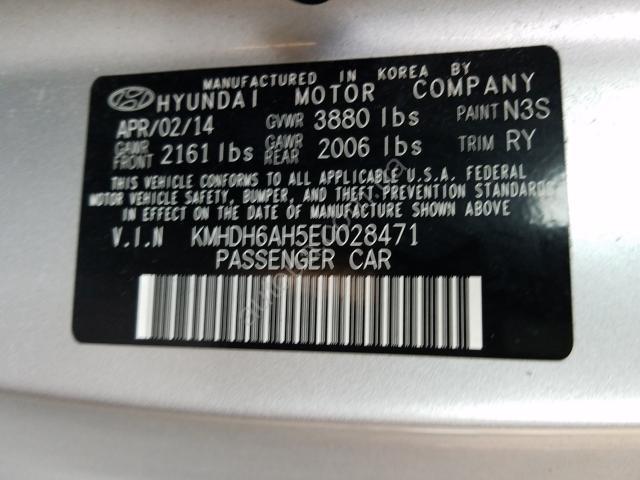 MANUFACTURED IN KOREA BY
HYUNDAI MOTOR COMPANY
APR/02/14 GVWR 3880 lbs PAINT N3S
GAWR FRONT 2161 lbs GAWR REAR 2006 lbs TRIM RY
THIS VEHICLE CONFORMS TO ALL APPLICABLE U.S.A. FEDERAL
MOTOR VEHICLE SAFETY, BUMPER, AND THEFT PREVENTION STANDARDS
IN EFFECT ON THE DATE OF MANUFACTURE SHOWN ABOVE.
V.I.N KMHDH6AH5EU028471
PASSENGER CAR